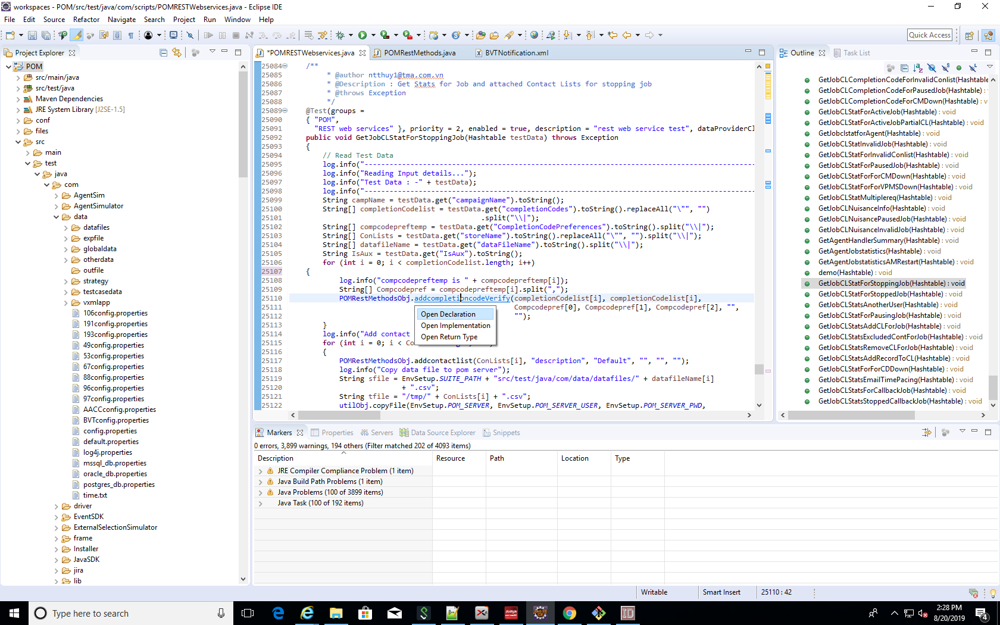 workspaces - POM/src/test/java/com/scripts/POMRESTWebservices.java - Eclipse IDE
File Edit Source Refactor Navigate Search Project Run Window Help
Quick Access
Project Explorer
POM
src/main/java
src/test/java
Maven Dependencies
JRE System Library [J2SE-1.5]
conf
files
src
main
test
java
com
AgentSim
AgentSimulator
data
datafiles
expfile
globaldata
otherdata
outfile
strategy
testcasedata
vxmlapp
106config.properties
191config.properties
193config.properties
49config.properties
53config.properties
67config.properties
88config.properties
96config.properties
97config.properties
AACCconfig.properties
BVTconfig.properties
config.properties
default.properties
log4j.properties
mssql_db.properties
oracle_db.properties
postgres_db.properties
time.txt
driver
EventSDK
ExternalSelectionSimulator
frame
Installer
JavaSDK
jira
lib
*POMRESTWebservices.java POMRestMethods.java BVTNotification.xml
25084 /**
25085 * @author ntthuy1@tma.com.vn
25086 * @Description : Get Stats for Job and attached Contact Lists for stopping job
25087 * @throws Exception
25088 */
25089 @Test(groups =
25090 { "POM",
25091 "REST web services" }, priority = 2, enabled = true, description = "rest web service test", dataProviderCl
25092 public void GetJobCLStatForStoppingJob(Hashtable testData) throws Exception
25093 {
25094 // Read Test Data
25095 log.info("-----------------------------------------------------------------------------------------------
25096 log.info("Reading Input details...");
25097 log.info("Test Data : -" + testData);
25098 log.info("-----------------------------------------------------------------------------------------------
25099 String campName = testData.get("campaignName").toString();
25100 String[] completionCodelist = testData.get("completionCodes").toString().replaceAll("\"", "")
25101 .split("\\|");
25102 String[] compcodepreftemp = testData.get("CompletionCodePreferences").toString().split("\\|");
25103 String[] ConLists = testData.get("storeName").toString().replaceAll("\"", "").split("\\|");
25104 String[] datafileName = testData.get("dataFileName").toString().split("\\|");
25105 String IsAux = testData.get("IsAux").toString();
25106 for (int i = 0; i < completionCodelist.length; i++)
25107 {
25108 log.info("compcodepreftemp is " + compcodepreftemp[i]);
25109 String[] Compcodepref = compcodepreftemp[i].split(",");
25110 POMRestMethodsObj.addcompletioncodeVerify(completionCodelist[i], completionCodelist[i],
25111 Compcodepref[0], Compcodepref[1], Compcodepref[2], "",
25112 "");
25113 }
25114 log.info("Add contact
25115 for (int i = 0; i < Co
25116 {
25117 POMRestMethodsObj.addcontactlist(ConLists[i], "description", "Default", "", "", "");
25118 log.info("Copy data file to pom server");
25119 String sfile = EnvSetup.SUITE_PATH + "src/test/java/com/data/datafiles/" + datafileName[i]
25120 + ".csv";
25121 String tfile = "/tmp/" + ConLists[i] + ".csv";
25122 utilObj.copyFile(EnvSetup.POM_SERVER, EnvSetup.POM_SERVER_USER, EnvSetup.POM_SERVER_PWD,
Open Declaration
Open Implementation
Open Return Type
Outline Task List
GetJobCLCompletionCodeForInvalidConlist(Hashtable
GetJobCLCompletionCodeForPausedJob(Hashtable) :
GetJobCLCompletionCodeForCMDown(Hashtable) : v
GetJobCLStatForActiveJob(Hashtable) : void
GetJobCLStatForActiveJobPartialCL(Hashtable) : void
GetJobclstatforAgent(Hashtable) : void
GetJobCLStatInvalidJob(Hashtable) : void
GetJobCLStatForInvalidConlist(Hashtable) : void
GetJobCLStatForPausedJob(Hashtable) : void
GetJobCLStatForForCMDown(Hashtable) : void
GetJobCLStatForForVPMSDown(Hashtable) : void
GetJobCLStatMultiplereq(Hashtable) : void
GetJobCLNuisanceInfo(Hashtable) : void
GetJobCLNuisancePausedJob(Hashtable) : void
GetJobCLNuisanceInvalidJob(Hashtable) : void
GetAgentHandlerSummary(Hashtable) : void
GetAgentJobstatistics(Hashtable) : void
GetAgentJobstatisticsAMRestart(Hashtable) : void
demo(Hashtable) : void
GetJobCLStatForStoppingJob(Hashtable) : void
GetJobCLStatForStoppedJob(Hashtable) : void
GetJobCLStatsAnotherUser(Hashtable) : void
GetJobCLStatForPausingJob(Hashtable) : void
GetJobCLStatsAddCLForJob(Hashtable) : void
GetJobCLStatsExcludedContForJob(Hashtable) : void
GetJobCLStatsRemoveCLForJob(Hashtable) : void
GetJobCLStatsAddRecordToCL(Hashtable) : void
GetJobCLStatForForCDDown(Hashtable) : void
GetJobCLStatsEmailTimePacing(Hashtable) : void
GetJobCLStatsForCallbackJob(Hashtable) : void
GetJobCLStatsStoppedCallbackJob(Hashtable) : void
Markers Properties Servers Data Source Explorer Snippets
0 errors, 3,899 warnings, 194 others (Filter matched 202 of 4093 items)
Description Resource Path Location Type
JRE Compiler Compliance Problem (1 item)
Java Build Path Problems (1 item)
Java Problems (100 of 3899 items)
Java Task (100 of 192 items)
Writable Smart Insert 25110 : 42
Type here to search
2:28 PM
8/20/2019
4